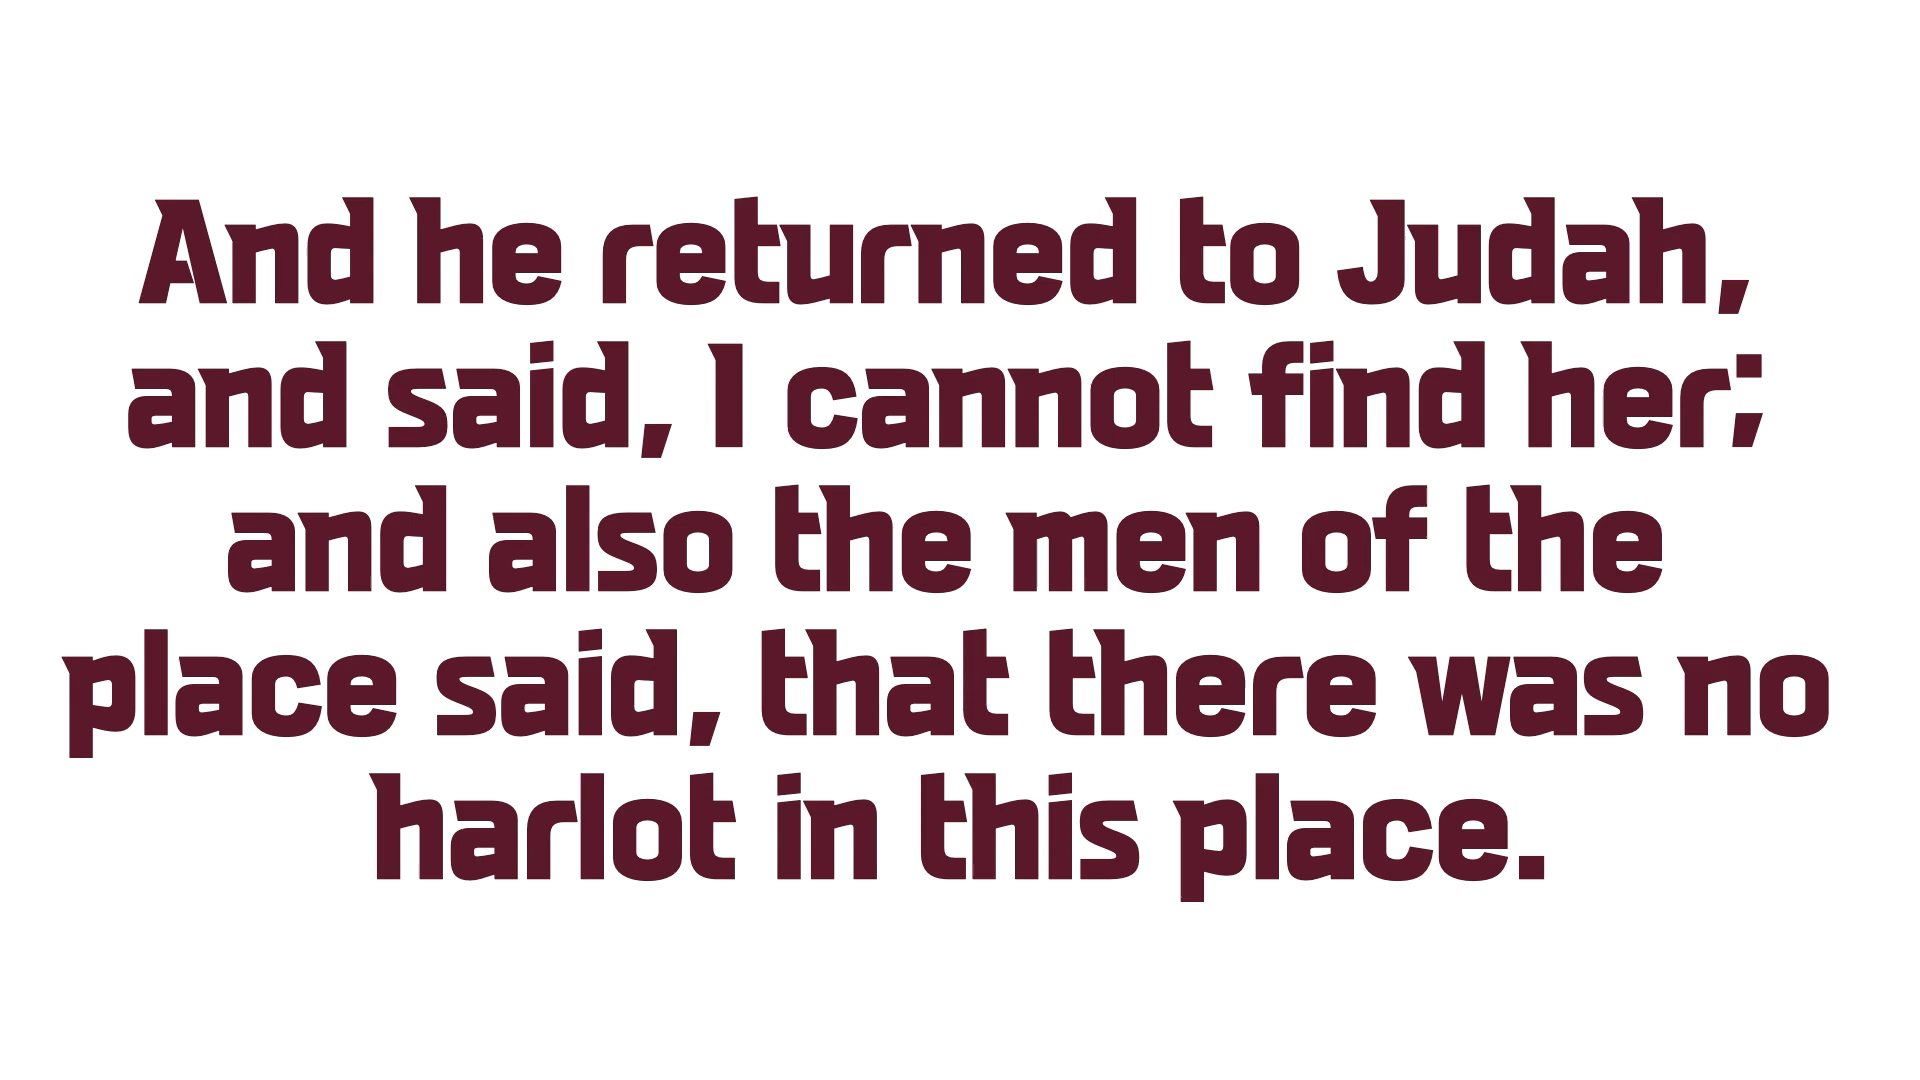 And he returned to Judah,
and said, I cannot find her;
and also the men of the
place said, that there was no
harlot in this place.